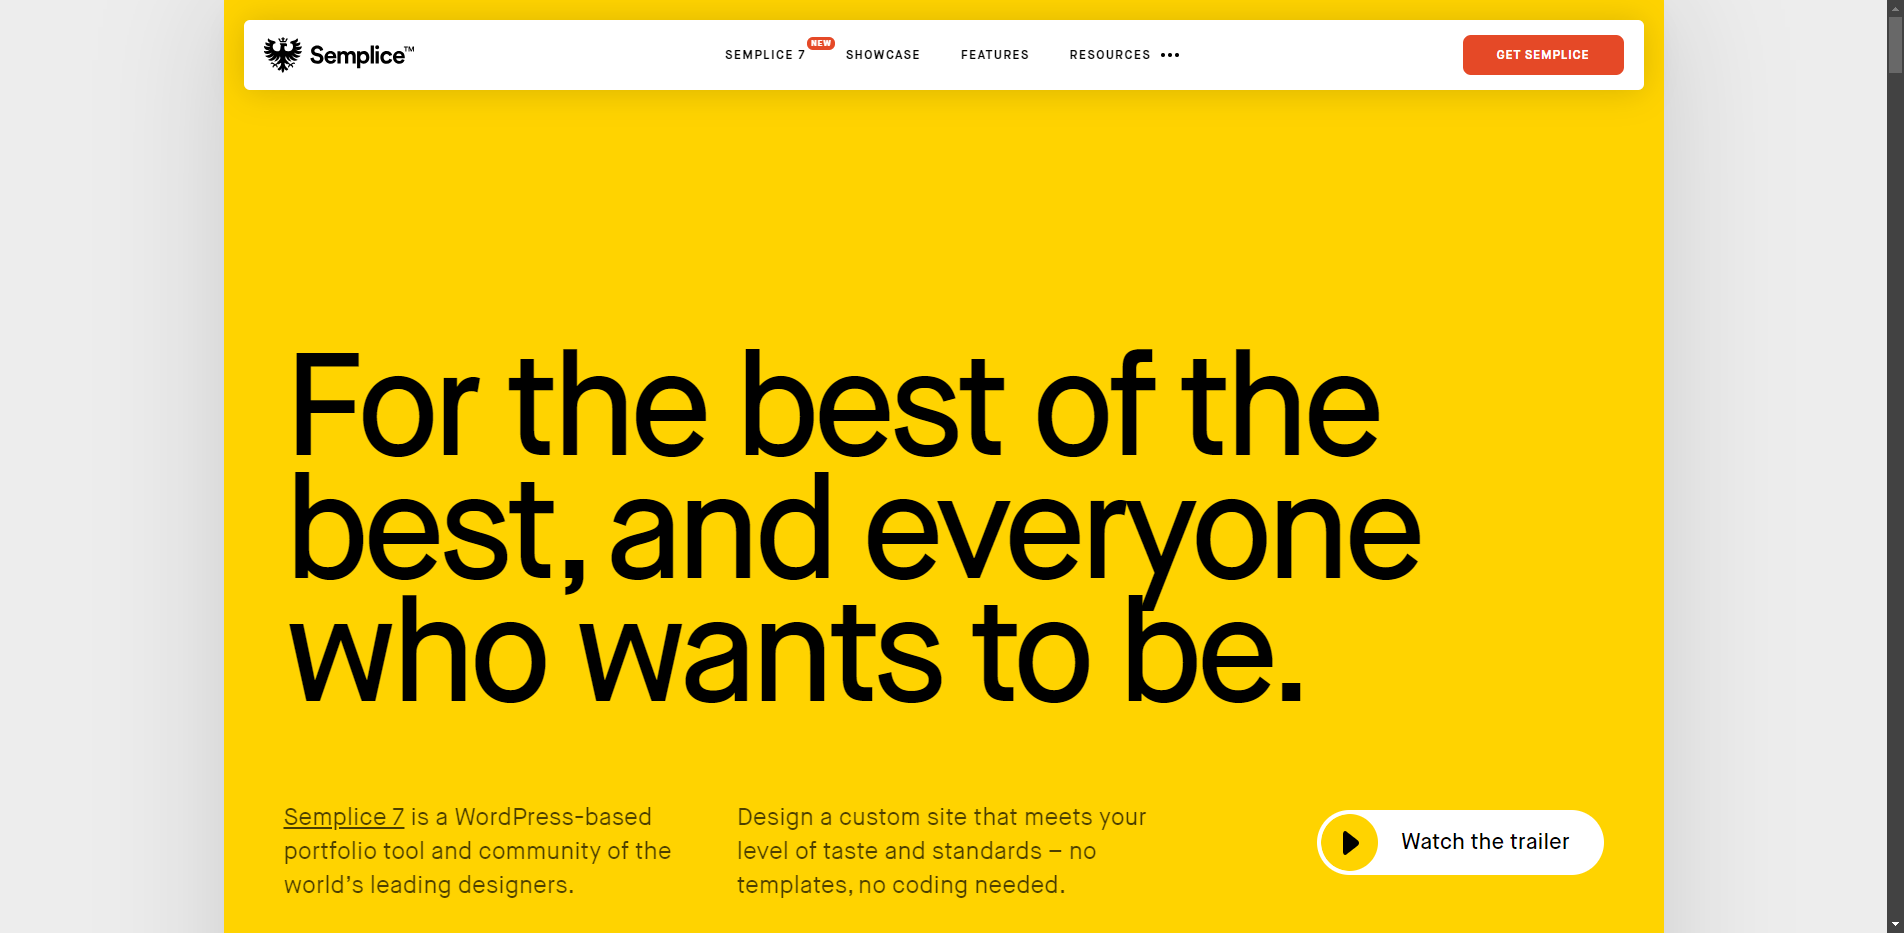 Semplice™
SEMPLICE 7 NEW SHOWCASE FEATURES RESOURCES •••
GET SEMPLICE
For the best of the
best, and everyone
who wants to be.
Semplice 7 is a WordPress-based
portfolio tool and community of the
world’s leading designers.
Design a custom site that meets your
level of taste and standards – no
templates, no coding needed.
Watch the trailer